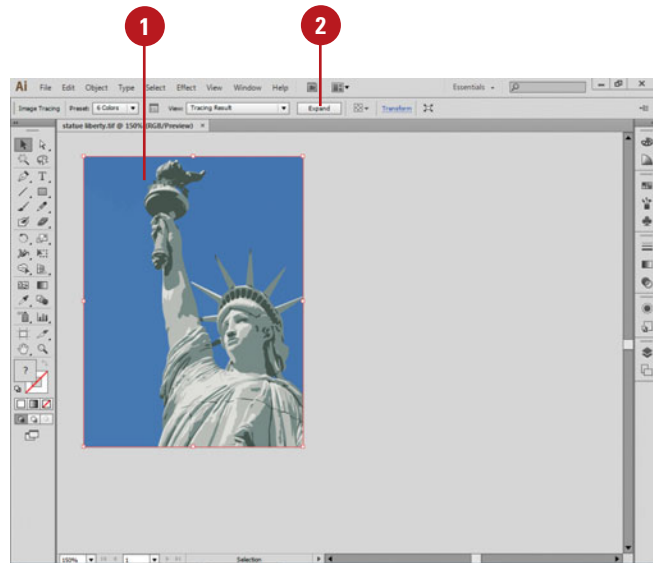 1 2
Ai File Edit Object Type Select Effect View Window Help Br Essentials
Image Tracing Preset: 6 Colors View: Tracing Result Expand Transform
statue liberty.tif @ 150% (RGB/Preview) ×
T
?
150% 1 Selection